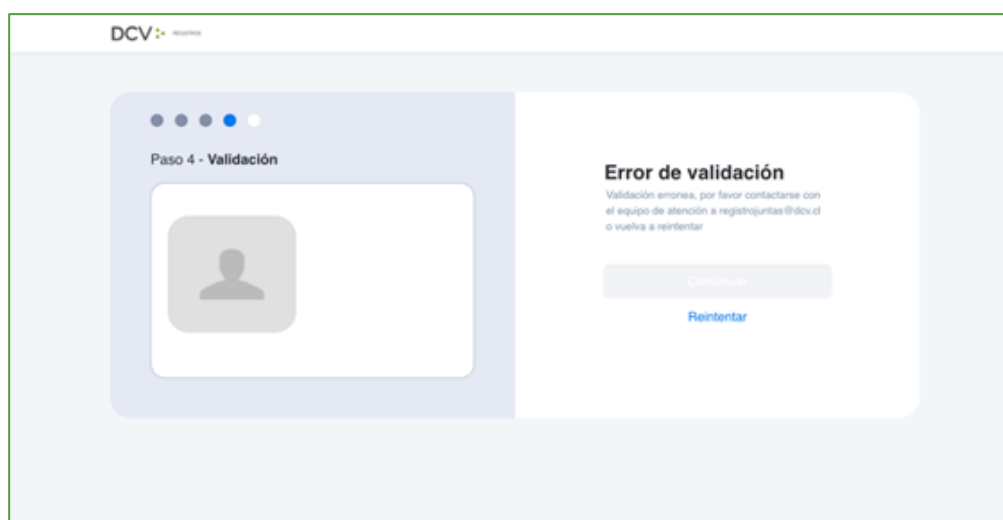 DCV REGISTROS
Paso 4 - Validación
Error de validación
Validación erronea, por favor contactarse con
el equipo de atención a registrojuntas@dcv.cl
o vuelva a reintentar
Continuar
Reintentar